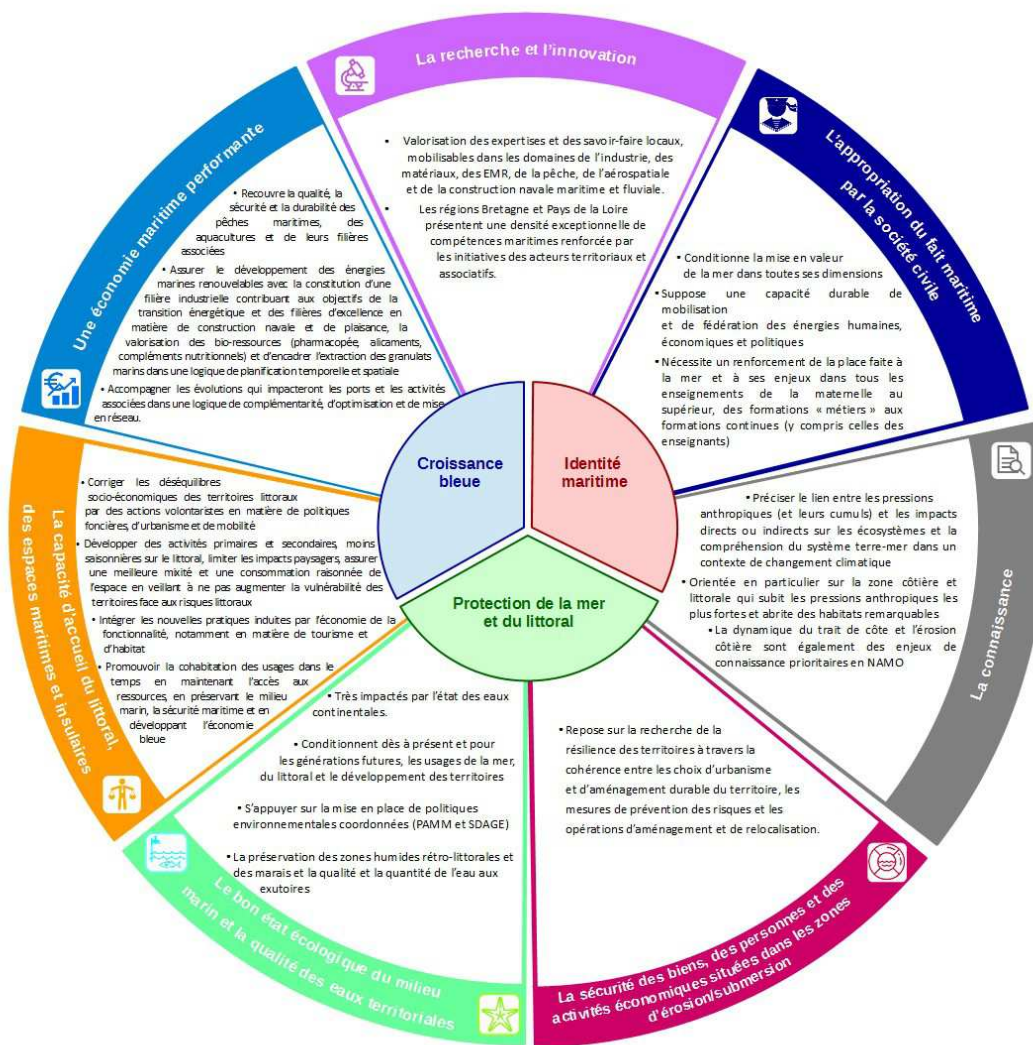 La recherche et l'innovation
• Valorisation des expertises et des savoir-faire locaux,
mobilisables dans les domaines de l'industrie, des
matériaux, des EMR, de la pêche, de l'aérospatiale
et de la construction navale maritime et fluviale.
• Les régions Bretagne et Pays de la Loire
présentent une densité exceptionnelle de
compétences maritimes renforcée par
les initiatives des acteurs territoriaux et
associatifs.
L'appropriation du fait maritime
par la société civile
• Conditionne la mise en valeur
de la mer dans toutes ses dimensions
• Suppose une capacité durable de
mobilisation
et de fédération des énergies humaines,
économiques et politiques
• Nécessite un renforcement de la place faite à
la mer et à ses enjeux dans tous les
enseignements de la maternelle au
supérieur, des formations « métiers » aux
formations continues (y compris celles des
enseignants)
La connaissance
• Préciser le lien entre les pressions
anthropiques (et leurs cumuls) et les impacts
directs ou indirects sur les écosystèmes et la
compréhension du système terre-mer dans un
contexte de changement climatique
• Orientée en particulier sur la zone côtière et
littorale qui subit les pressions anthropiques
les plus fortes et abrite des habitats remarquables
• La dynamique du trait de côte et l'érosion
côtière sont également des enjeux de
connaissance prioritaires en NAMO
La sécurité des biens, des personnes et des
activités économiques situées dans les zones
d'érosion/submersion
• Repose sur la recherche de la
résilience des territoires à travers la
cohérence entre les choix d'urbanisme
et d'aménagement durable du territoire, les
mesures de prévention des risques et les
opérations d'aménagement et de relocalisation.
Le bon état écologique du milieu
marin et la qualité des eaux territoriales
• Très impactés par l'état des eaux
continentales.
• Conditionnent dès à présent et pour
les générations futures, les usages de la mer,
du littoral et le développement des territoires
• S'appuyer sur la mise en place de politiques
environnementales coordonnées (PAMM et SDAGE)
• La préservation des zones humides rétro-littorales et
des marais et la qualité et la quantité de l'eau aux
exutoires
La capacité d'accueil du littoral,
des espaces maritimes et insulaires
• Corriger les déséquilibres
socio-économiques des territoires littoraux
par des actions volontaristes en matière de politiques
foncières, d'urbanisme et de mobilité
• Développer des activités primaires et secondaires, moins
saisonnières sur le littoral, limiter les impacts paysagers, assurer
une meilleure mixité et une consommation raisonnée de
l'espace en veillant à ne pas augmenter la vulnérabilité des
territoires face aux risques littoraux
• Intégrer les nouvelles pratiques induites par l'économie de la
fonctionnalité, notamment en matière de tourisme et
d'habitat
• Promouvoir la cohabitation des usages dans le
temps en maintenant l'accès aux
ressources, en préservant le milieu
marin, la sécurité maritime et en
développant l'économie
bleue
Une économie maritime performante
• Recouvre la qualité, la
sécurité et la durabilité des
pêches maritimes, des
aquacultures et de leurs filières
associées
• Assurer le développement des énergies
marines renouvelables avec la constitution d'une
filière industrielle contribuant aux objectifs de la
transition énergétique et des filières d'excellence en
matière de construction navale et de plaisance, la
valorisation des bio-ressources (pharmacopée, alicaments,
compléments nutritionnels) et d'encadrer l'extraction des granulats
marins dans une logique de planification temporelle et spatiale
• Accompagner les évolutions qui impacteront les ports et les activités
associées dans une logique de complémentarité, d'optimisation et de mise
en réseau.
Croissance
bleue
Identité
maritime
Protection de la mer
et du littoral